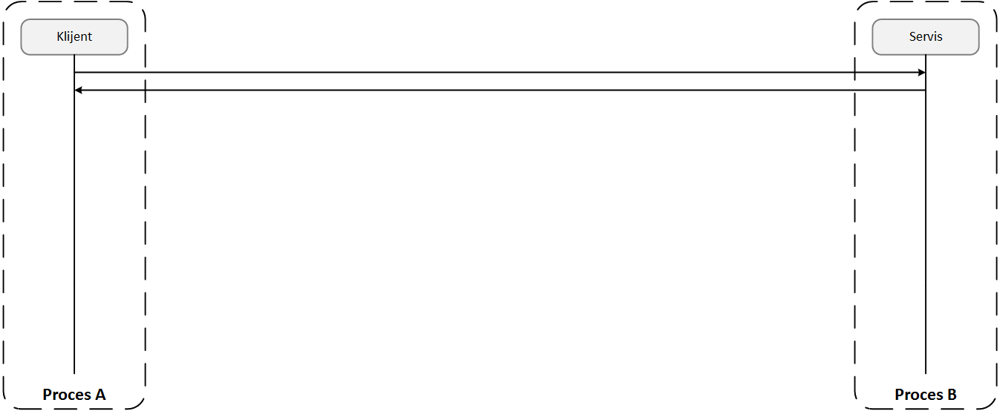 Klijent
Servis
Proces A
Proces B